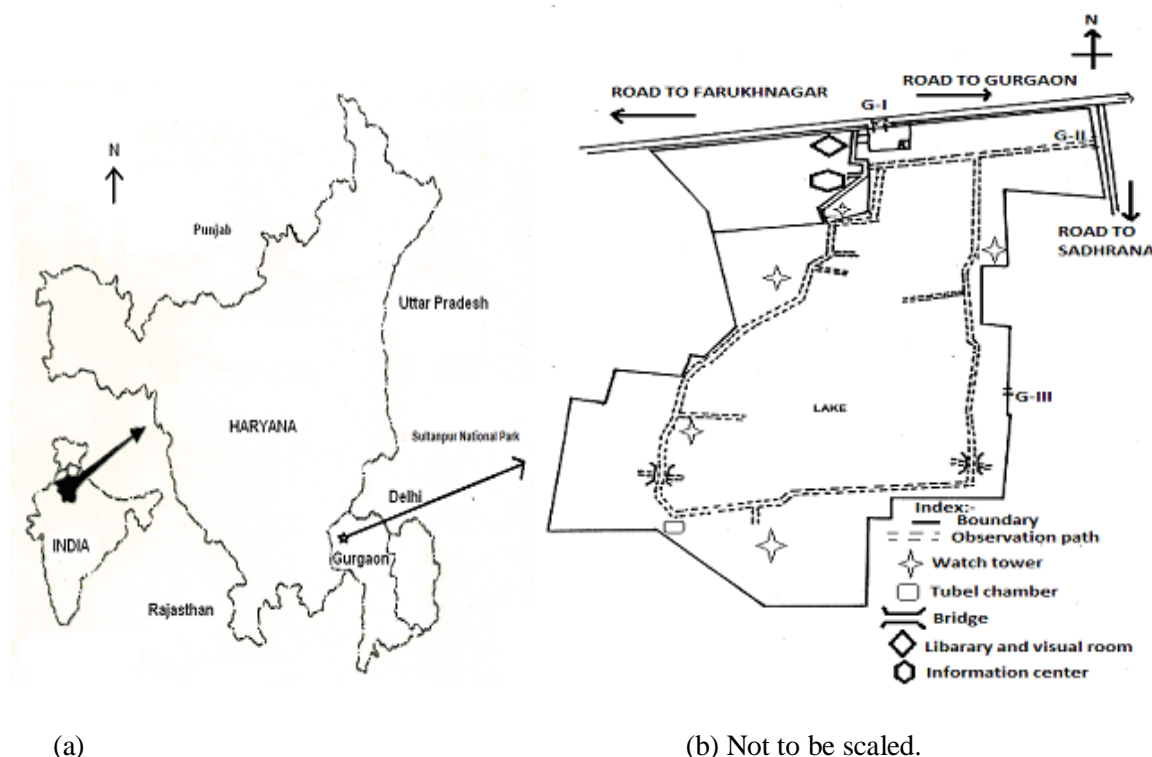 N
Punjab
Uttar Pradesh
HARYANA
Sultanpur National Park
Delhi
INDIA
Gurgaon
Rajasthan
(a)
N
ROAD TO GURGAON
ROAD TO FARUKHNAGAR
G-I
G-II
ROAD TO
SADHRANA
G-III
LAKE
Index:-
Boundary
Observation path
Watch tower
Tubel chamber
Bridge
Libarary and visual room
Information center
(b) Not to be scaled.